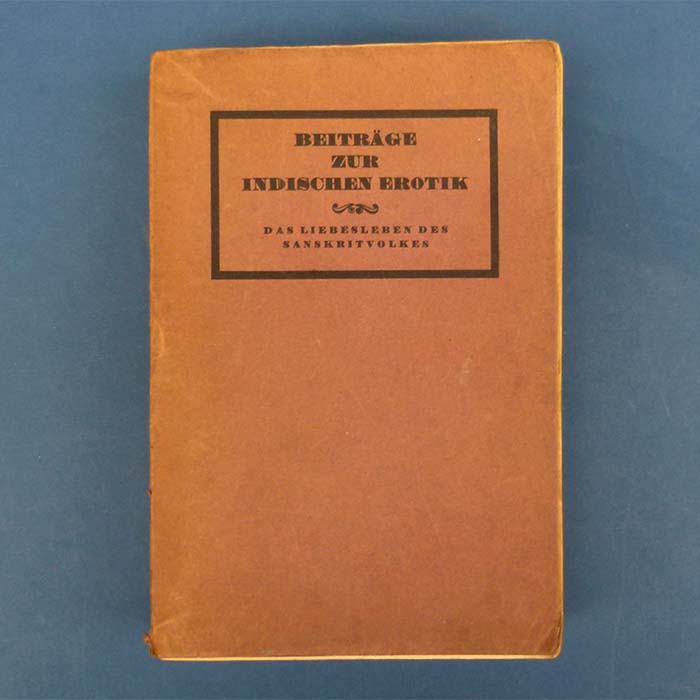 BEITRÄGE
ZUR
INDISCHEN EROTIK
DAS LIEBESLEBEN DES
SANSKRITVOLKES